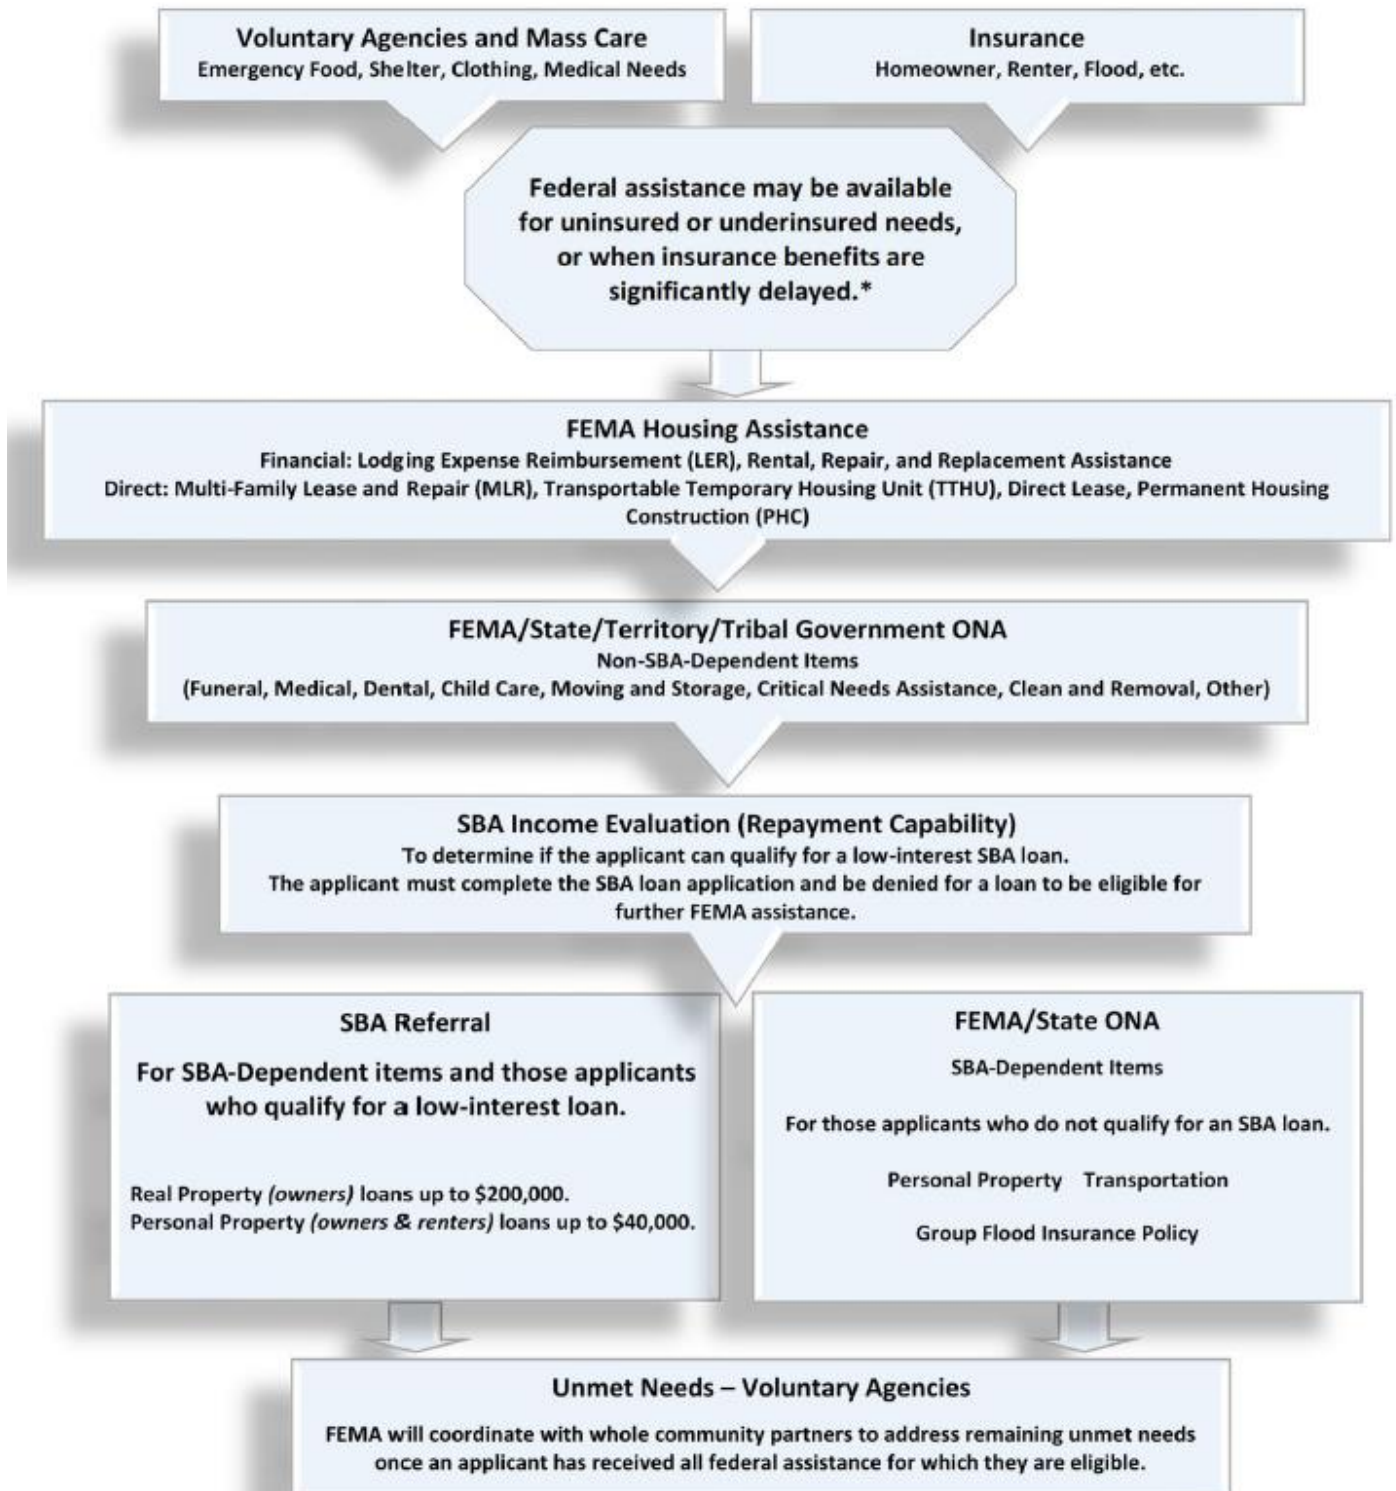 Voluntary Agencies and Mass Care
Emergency Food, Shelter, Clothing, Medical Needs
Insurance
Homeowner, Renter, Flood, etc.
Federal assistance may be available
for uninsured or underinsured needs,
or when insurance benefits are
significantly delayed.*
FEMA Housing Assistance
Financial: Lodging Expense Reimbursement (LER), Rental, Repair, and Replacement Assistance
Direct: Multi-Family Lease and Repair (MLR), Transportable Temporary Housing Unit (TTHU), Direct Lease, Permanent Housing
Construction (PHC)
FEMA/State/Territory/Tribal Government ONA
Non-SBA-Dependent Items
(Funeral, Medical, Dental, Child Care, Moving and Storage, Critical Needs Assistance, Clean and Removal, Other)
SBA Income Evaluation (Repayment Capability)
To determine if the applicant can qualify for a low-interest SBA loan.
The applicant must complete the SBA loan application and be denied for a loan to be eligible for
further FEMA assistance.
SBA Referral
For SBA-Dependent items and those applicants
who qualify for a low-interest loan.
Real Property (owners) loans up to $200,000.
Personal Property (owners & renters) loans up to $40,000.
FEMA/State ONA
SBA-Dependent Items
For those applicants who do not qualify for an SBA loan.
Personal Property Transportation
Group Flood Insurance Policy
Unmet Needs – Voluntary Agencies
FEMA will coordinate with whole community partners to address remaining unmet needs
once an applicant has received all federal assistance for which they are eligible.